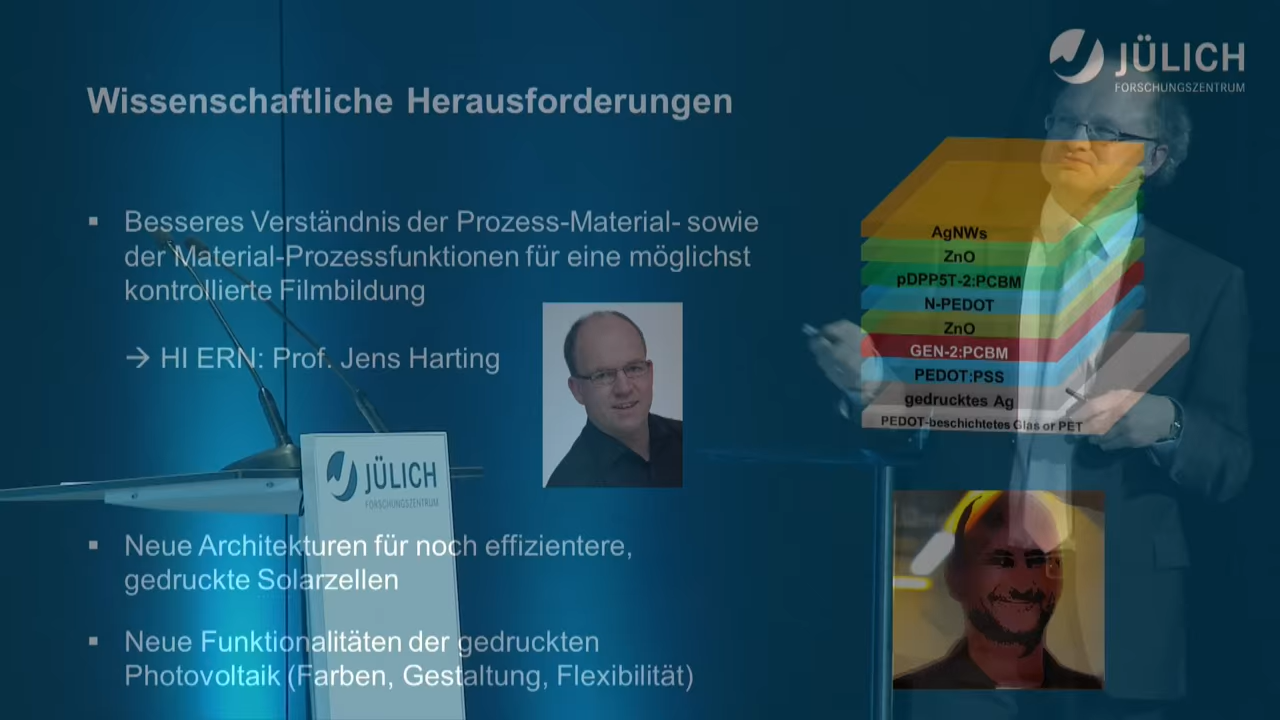 JÜLICH
FORSCHUNGSZENTRUM
Wissenschaftliche Herausforderungen
▪ Besseres Verständnis der Prozess-Material- sowie
der Material-Prozessfunktionen für eine möglichst
kontrollierte Filmbildung
→ HI ERN: Prof. Jens Harting
AgNWs
ZnO
pDPP5T-2:PCBM
N-PEDOT
ZnO
GEN-2:PCBM
PEDOT:PSS
gedrucktes Ag
PEDOT-beschichtetes Glas or PET
JÜLICH
FORSCHUNGSZENTRUM
▪ Neue Architekturen für noch effizientere,
gedruckte Solarzellen
▪ Neue Funktionalitäten der gedruckten
Photovoltaik (Farben, Gestaltung, Flexibilität)